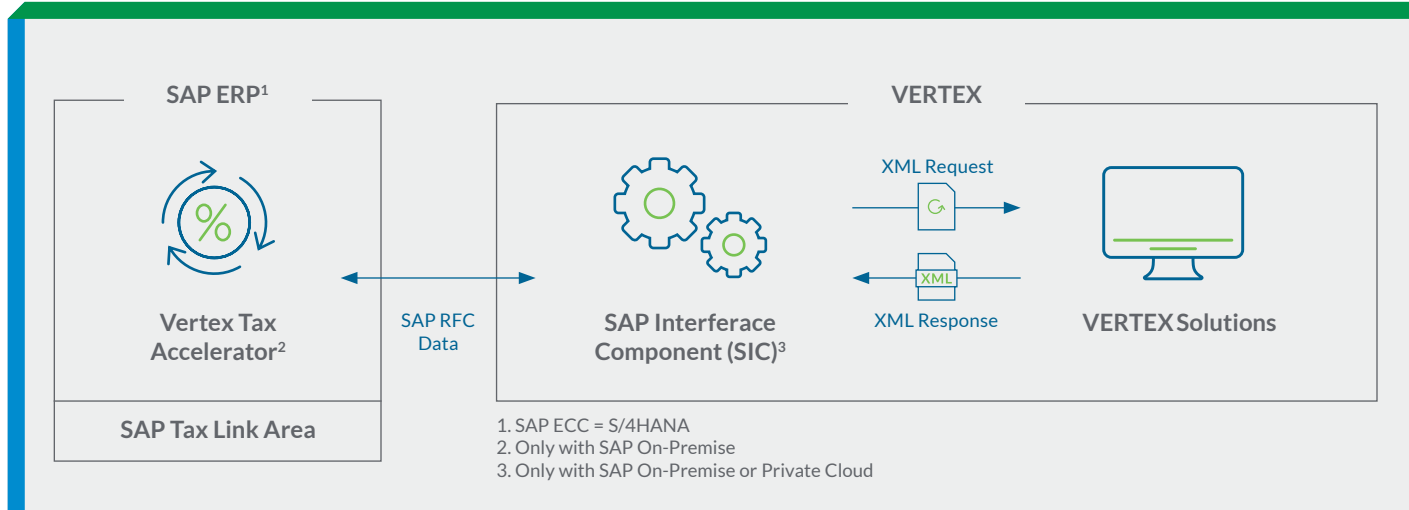 SAP ERP¹
%
Vertex Tax
Accelerator²
SAP Tax Link Area
SAP RFC
Data
VERTEX
SAP Interferace
Component (SIC)³
XML Request
XML
XML Response
VERTEX Solutions
1. SAP ECC = S/4HANA
2. Only with SAP On-Premise
3. Only with SAP On-Premise or Private Cloud